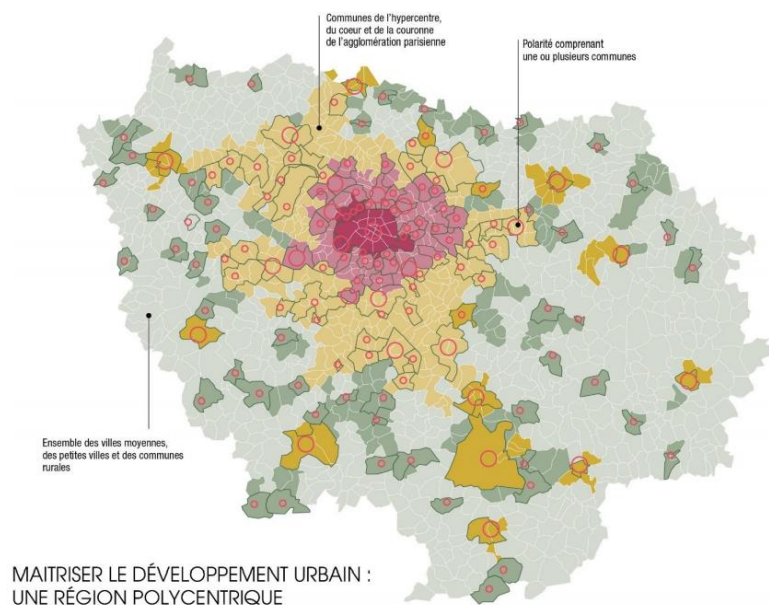 Communes de l'hypercentre,
du coeur et de la couronne
de l'agglomération parisienne
Polarité comprenant
une ou plusieurs communes
Ensemble des villes moyennes,
des petites villes et des communes
rurales
MAITRISER LE DÉVELOPPEMENT URBAIN :
UNE RÉGION POLYCENTRIQUE